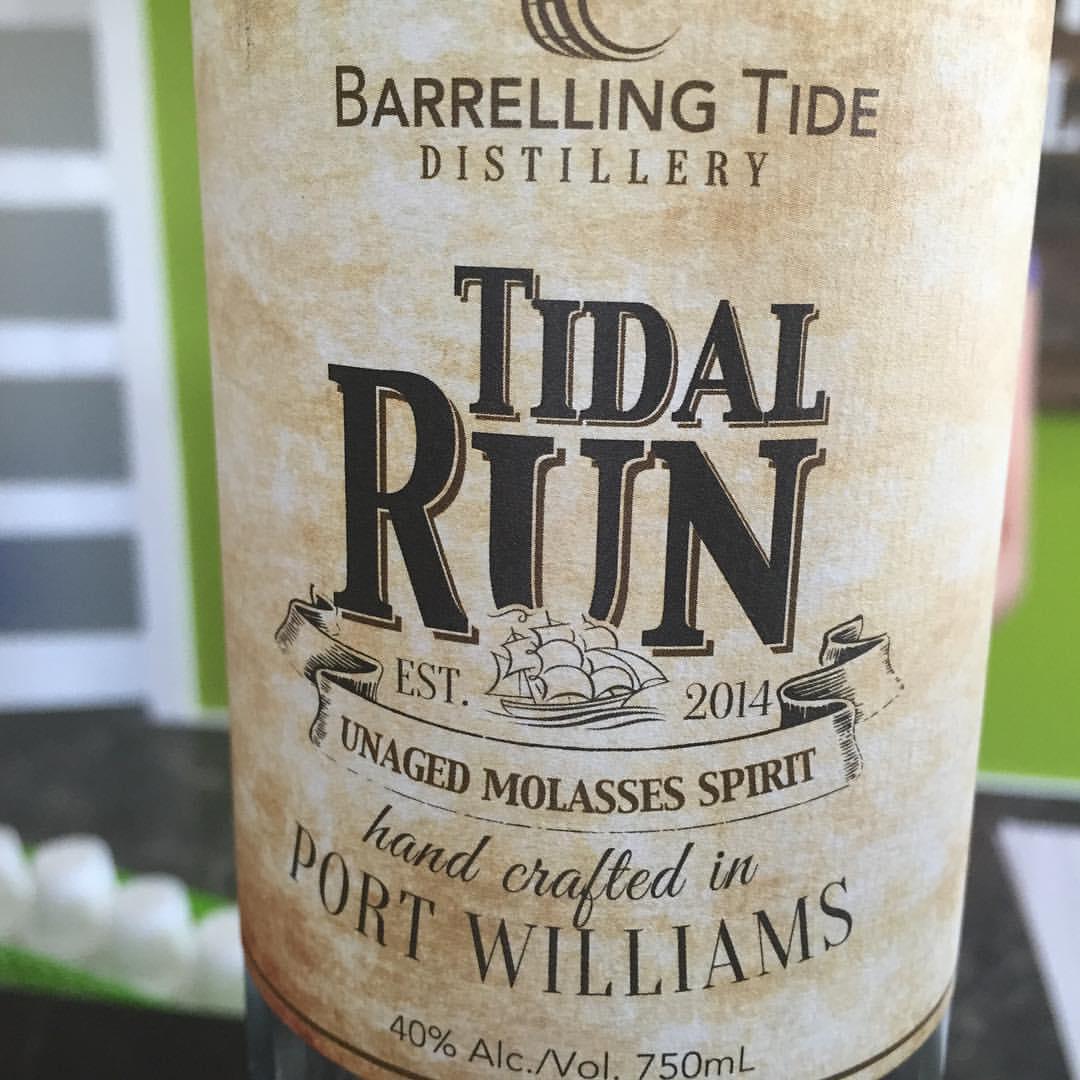 BARRELLING TIDE
DISTILLERY
TIDAL
RUN
EST. 2014
UNAGED MOLASSES SPIRIT
hand crafted in
PORT WILLIAMS
40% Alc./Vol. 750mL